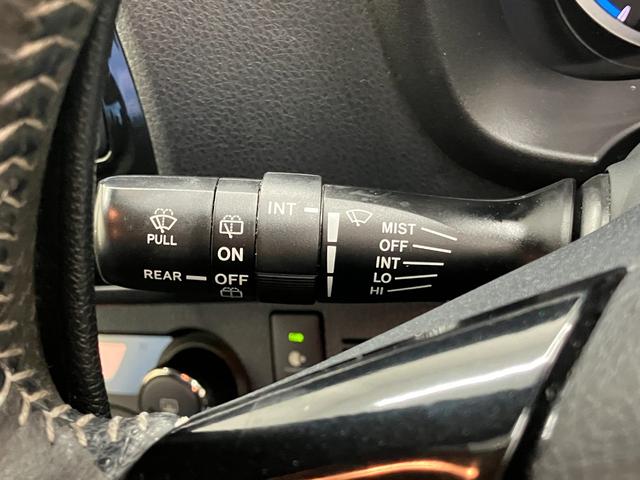 PULL
REAR
ON
OFF
INT
MIST
OFF
INT
LO
HI